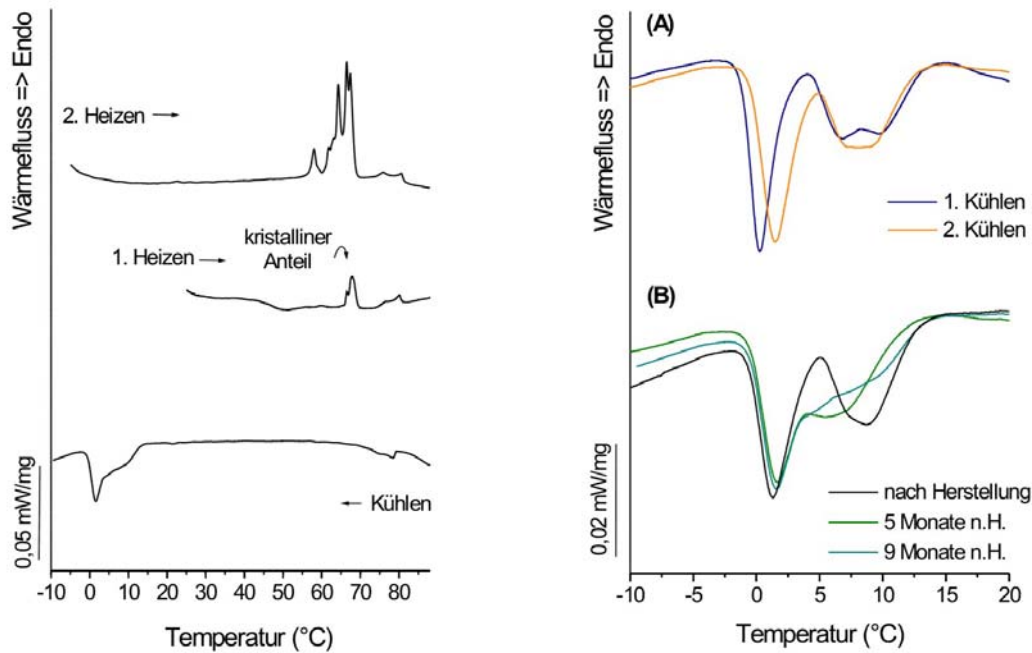 Wärmefluss => Endo
2. Heizen
1. Heizen
kristalliner
Anteil
Kühlen
0,05 mW/mg
-10 0 10 20 30 40 50 60 70 80
Temperatur (°C)
Wärmefluss => Endo
(A)
1. Kühlen
2. Kühlen
(B)
0,02 mW/mg
nach Herstellung
5 Monate n.H.
9 Monate n.H.
-10 -5 0 5 10 15 20
Temperatur (°C)